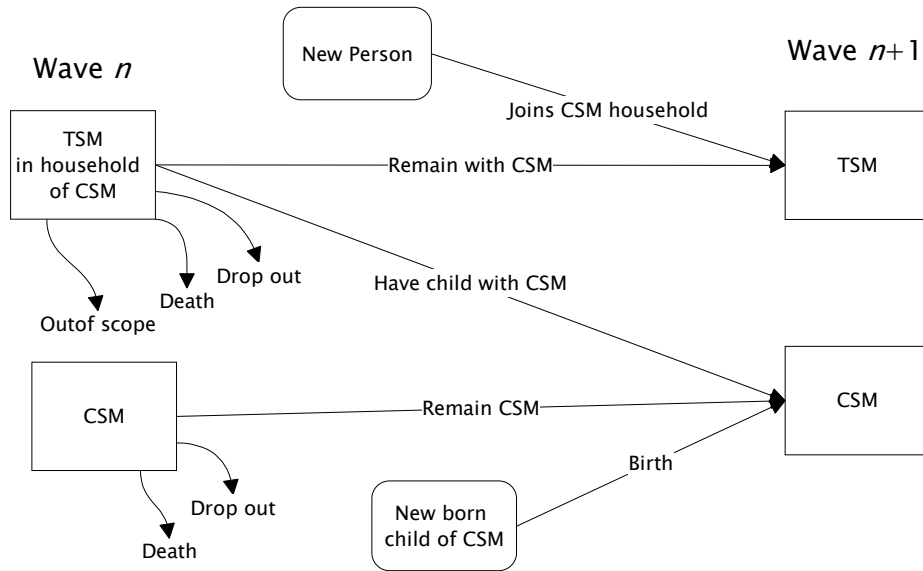 Wave n
New Person
Wave n+1
Joins CSM household
TSM
in household
of CSM
Remain with CSM
TSM
Drop out
Death
Outof scope
Have child with CSM
CSM
Remain CSM
CSM
Birth
Drop out
Death
New born
child of CSM